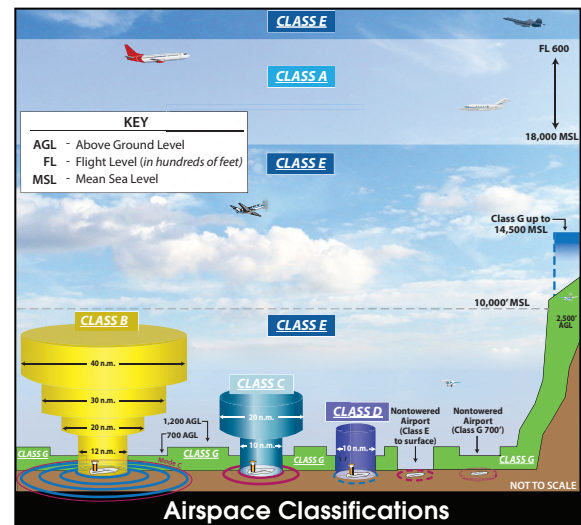 CLASS E
FL 600
CLASS A
18,000 MSL
KEY
AGL - Above Ground Level
FL - Flight Level (in hundreds of feet)
MSL - Mean Sea Level
CLASS E
Class G up to
14,500 MSL
10,000' MSL
2,500'
AGL
CLASS B
CLASS E
40 n.m.
30 n.m.
20 n.m.
12 n.m.
CLASS C
20 n.m.
10 n.m.
CLASS D
10 n.m.
1,200 AGL
700 AGL
Nontowered
Airport
(Class E
to surface)
Nontowered
Airport
(Class G 700')
CLASS G
CLASS G
CLASS G
CLASS G
Mode C
NOT TO SCALE
Airspace Classifications